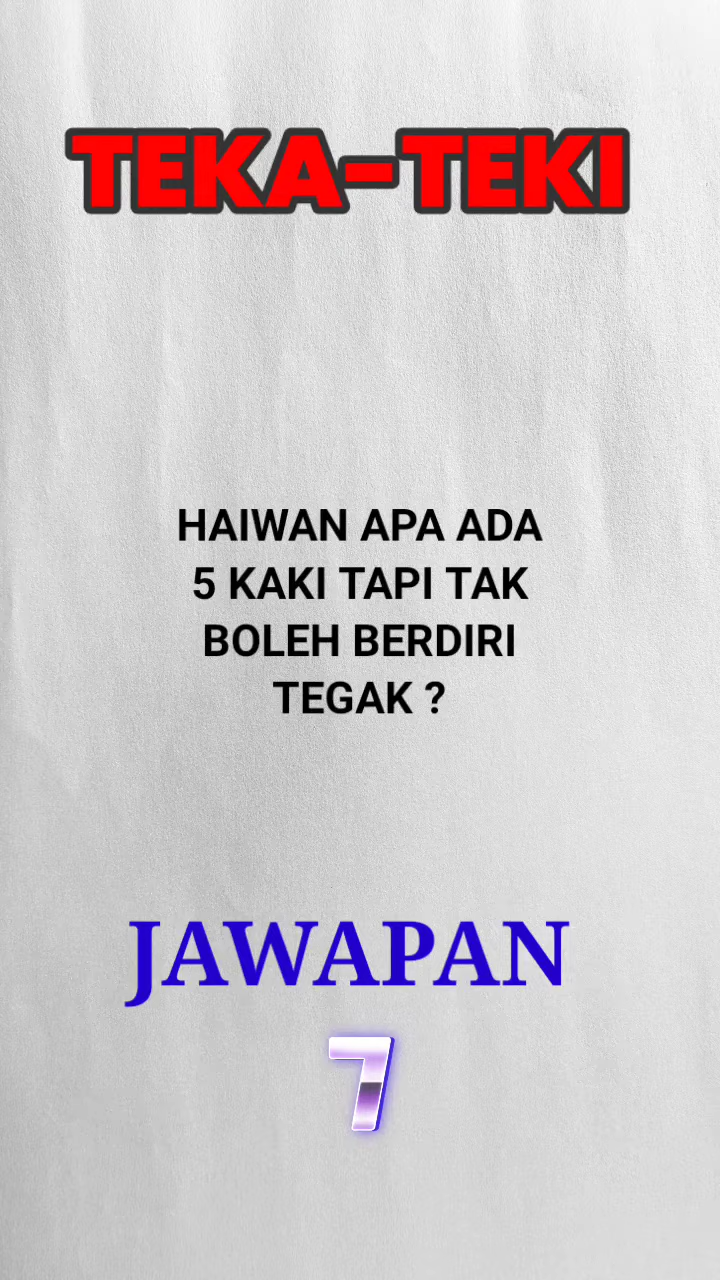 TEKA-TEKI
HAIWAN APA ADA
5 KAKI TAPI TAK
BOLEH BERDIRI
TEGAK ?
JAWAPAN
7